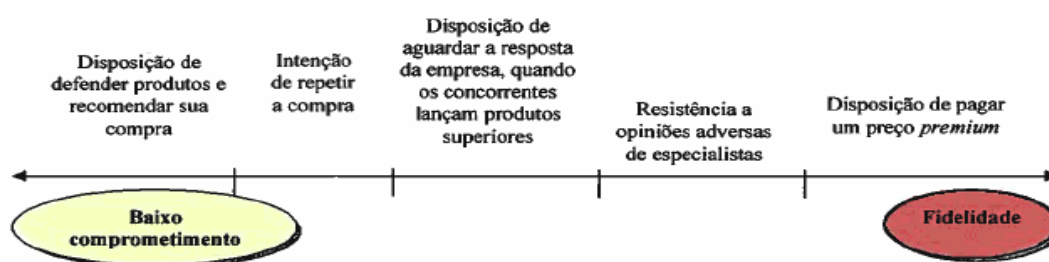 Disposição de
defender produtos e
recomendar sua
compra
Intenção
de repetir
a compra
Disposição de
aguardar a resposta
da empresa, quando
os concorrentes
lançam produtos
superiores
Resistência a
opiniões adversas
de especialistas
Disposição de pagar
um preço premium
Baixo
comprometimento
Fidelidade